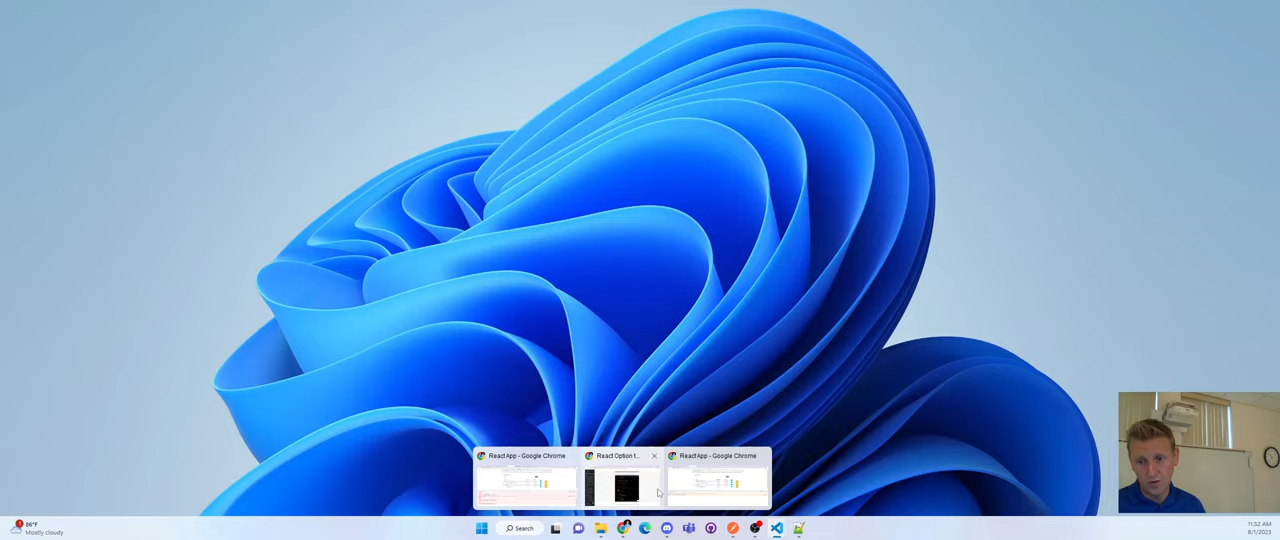 React App - Google Chrome
React Option t...
React App - Google Chrome
86°F
Mostly cloudy
Search
11:52 AM
8/1/2023